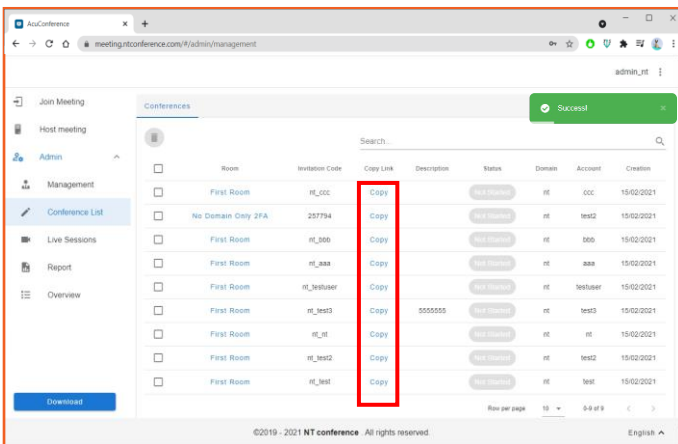 AcuConference
meeting.ntconference.com/#/admin/management
admin_nt
Join Meeting
Host meeting
Admin
Management
Conference List
Live Sessions
Report
Overview
Download
Conferences
Success!
Search...
Room Invitation Code Copy Link Description Status Domain Account Creation
First Room nt_ccc Copy Not Started nt ccc 15/02/2021
No Domain Only 2FA 257794 Copy Not Started nt test2 15/02/2021
First Room nt_bbb Copy Not Started nt bbb 15/02/2021
First Room nt_aaa Copy Not Started nt aaa 15/02/2021
First Room nt_testuser Copy Not Started nt testuser 15/02/2021
First Room nt_test3 Copy 5555555 Not Started nt test3 15/02/2021
First Room nt_nt Copy Not Started nt nt 15/02/2021
First Room nt_test2 Copy Not Started nt test2 15/02/2021
First Room nt_test Copy Not Started nt test 15/02/2021
Row per page 10 0-9 of 9
©2019 - 2021 NT conference . All rights reserved.
English